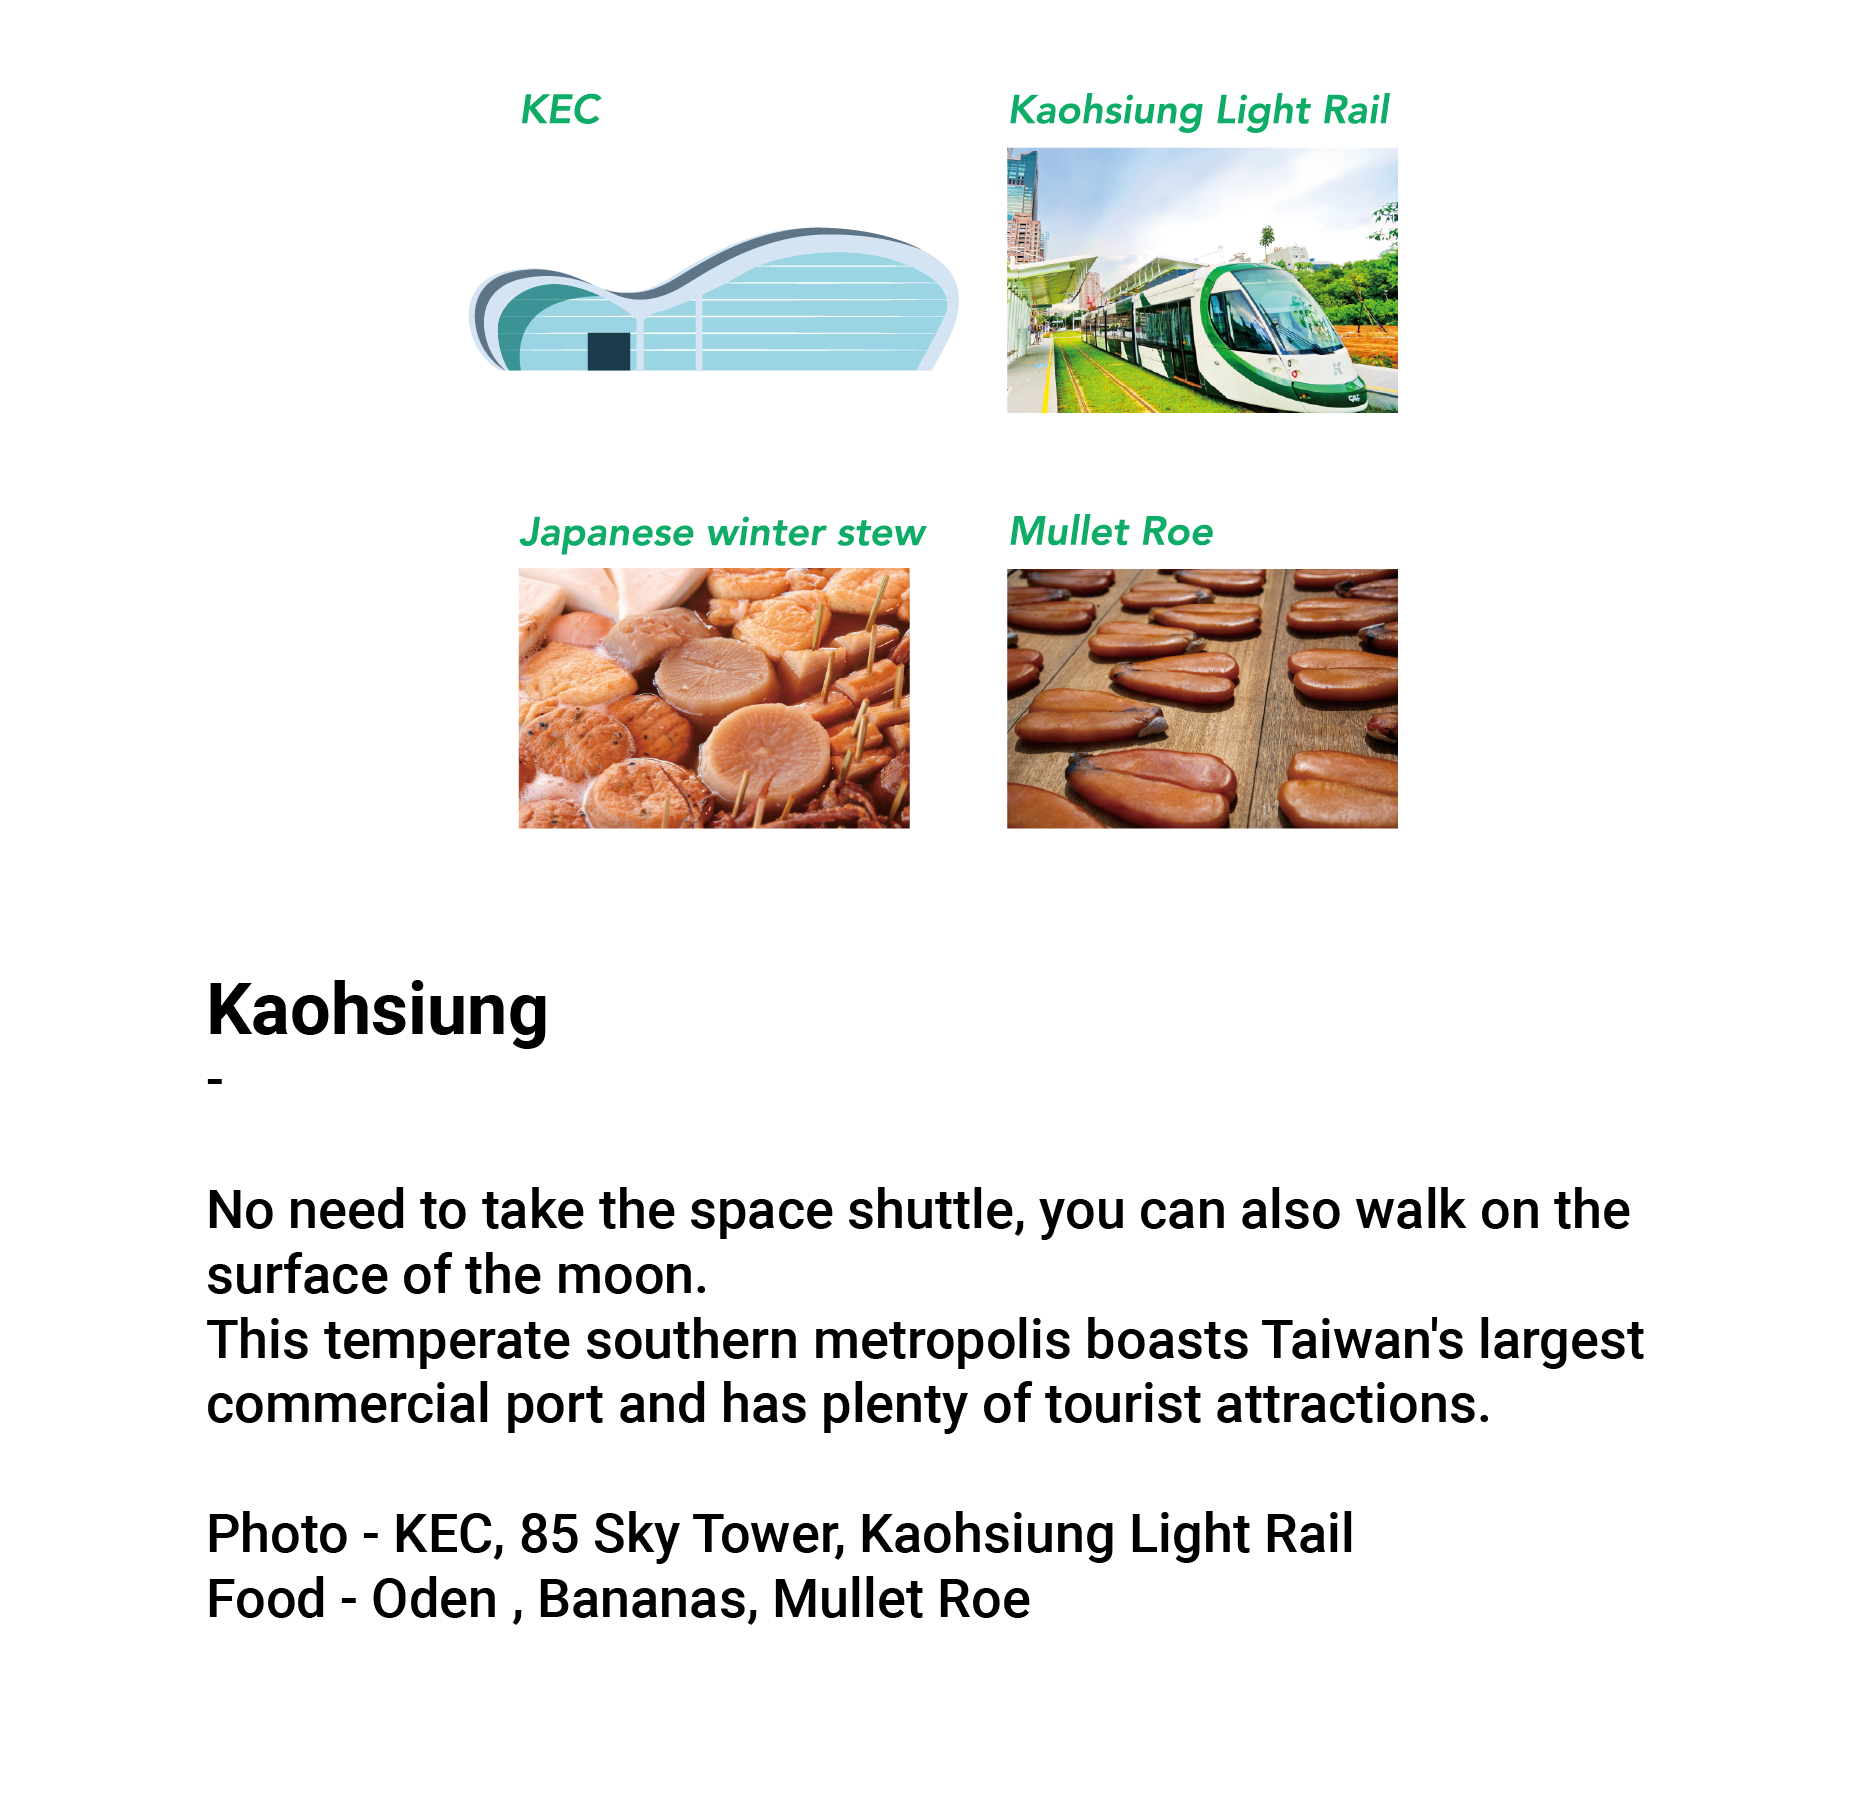 KEC
Kaohsiung Light Rail
Japanese winter stew
Mullet Roe
Kaohsiung
-
No need to take the space shuttle, you can also walk on the
surface of the moon.
This temperate southern metropolis boasts Taiwan's largest
commercial port and has plenty of tourist attractions.
Photo - KEC, 85 Sky Tower, Kaohsiung Light Rail
Food - Oden , Bananas, Mullet Roe